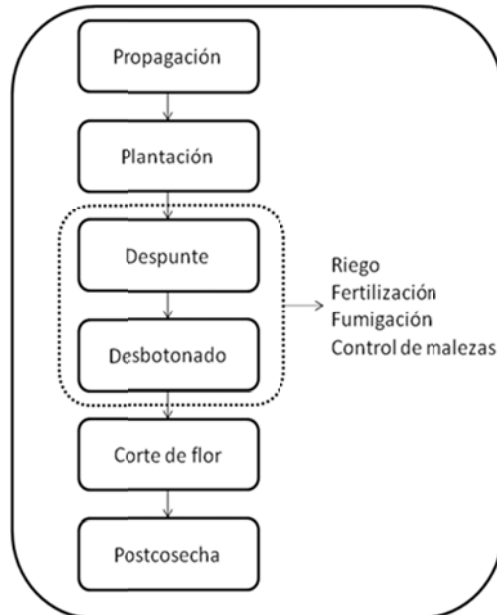 Propagación
Plantación
Despunte
Desbotonado
Riego
Fertilización
Fumigación
Control de malezas
Corte de flor
Postcosecha